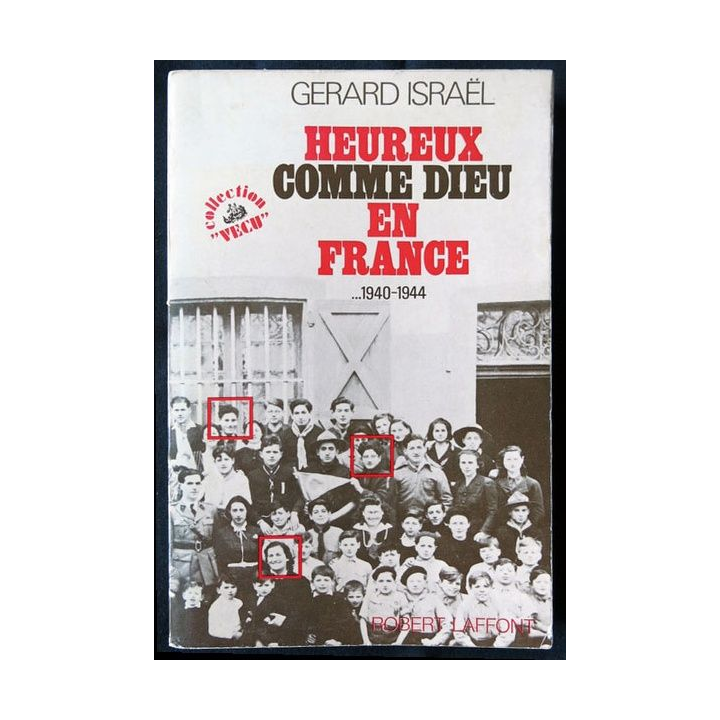 GERARD ISRAËL
HEUREUX
COMME DIEU
EN
FRANCE
...1940-1944
collection
"VECU"
ROBERT LAFFONT